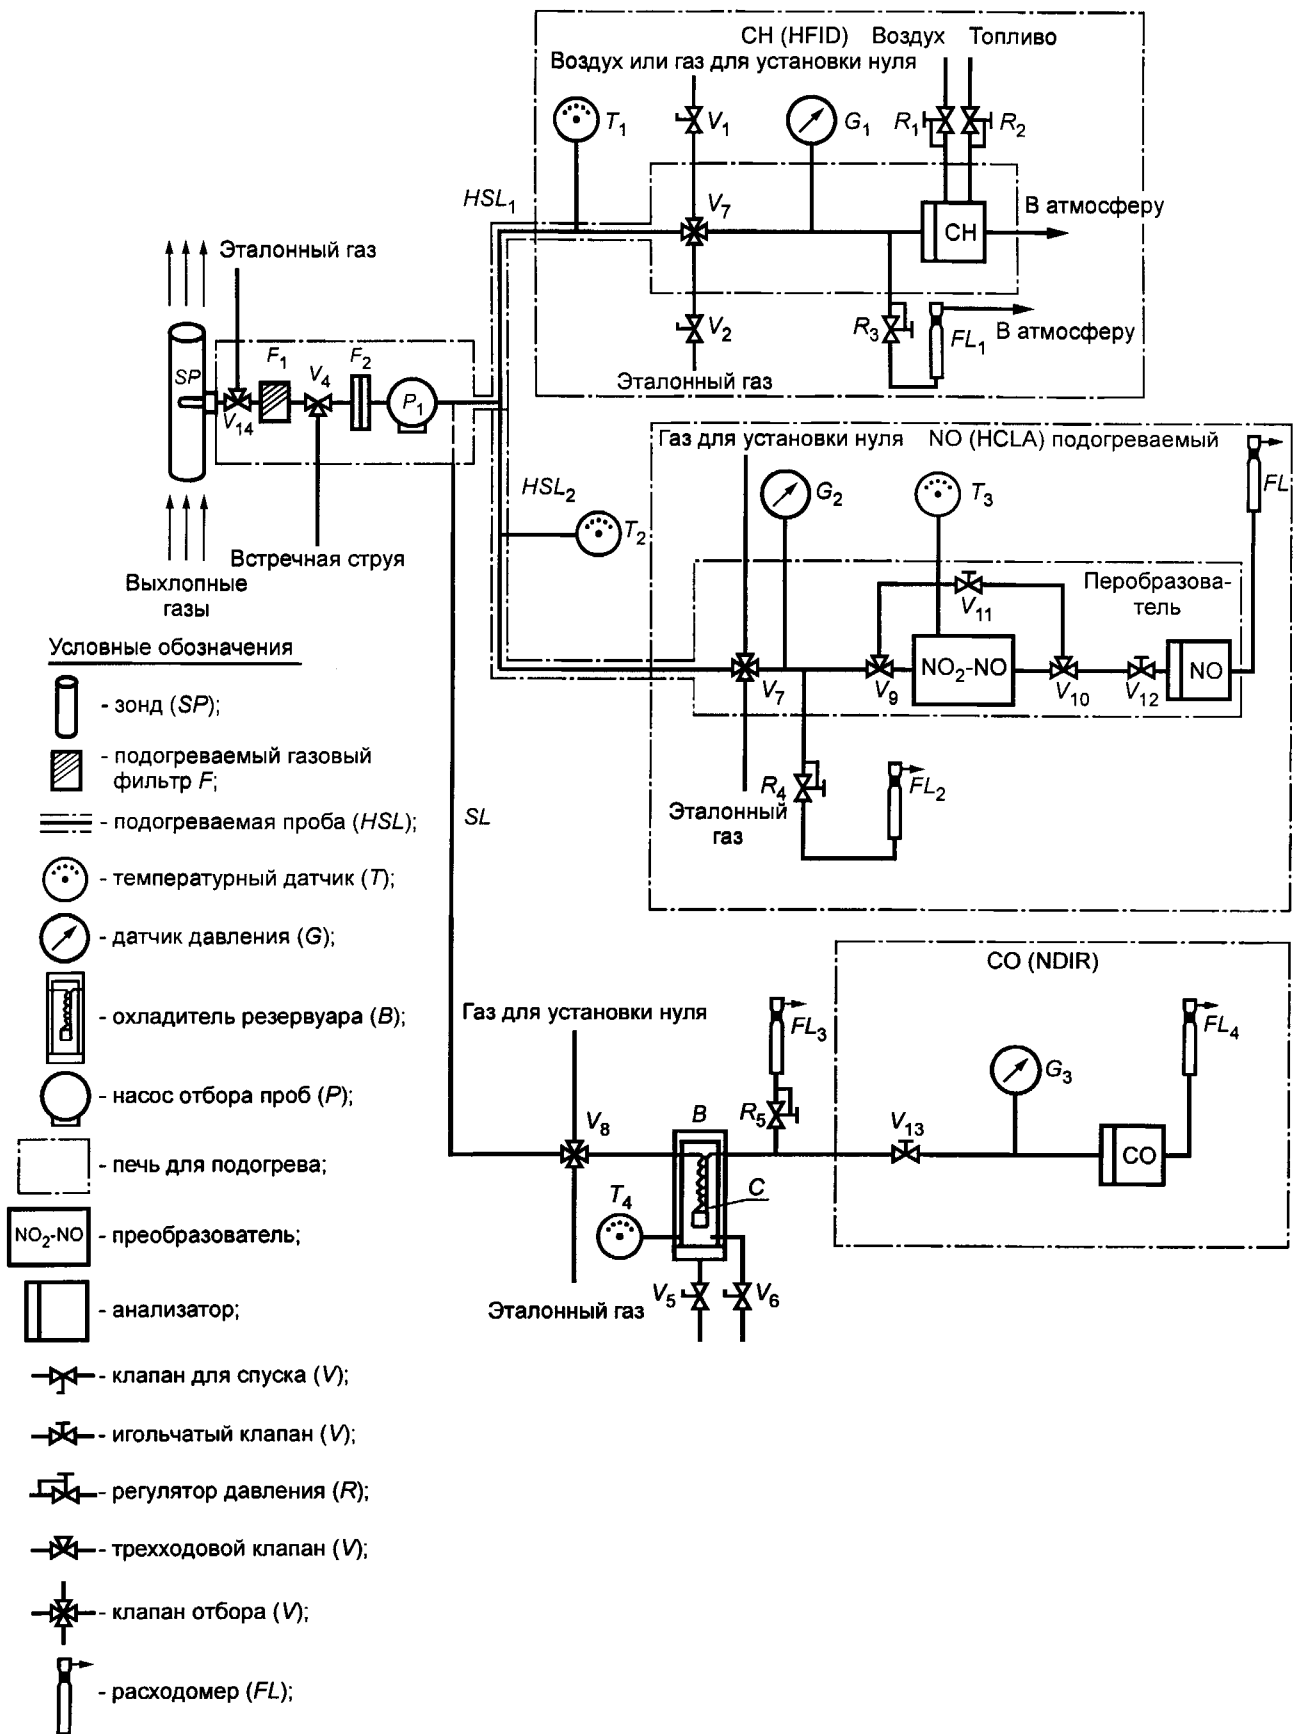 CH (HFID) Воздух Топливо
Воздух или газ для установки нуля
T1
V1
G1
R1
R2
HSL1
V7
CH
В атмосферу
Эталонный газ
V2
R3
FL1
В атмосферу
Эталонный газ
SP
V14
F1
V4
F2
P1
Встречная струя
Выхлопные
газы
HSL2
T2
Газ для установки нуля NO (HCLA) подогреваемый
G2
T3
FL
Перобразова-
тель
V11
V7
V9
NO2-NO
V10
V12
NO
R4
FL2
Эталонный
газ
SL
CO (NDIR)
Газ для установки нуля
FL3
FL4
G3
V8
B
R5
V13
CO
T4
C
V5
V6
Эталонный газ
Условные обозначения
- зонд (SP);
- подогреваемый газовый
фильтр F;
- подогреваемая проба (HSL);
- температурный датчик (T);
- датчик давления (G);
- охладитель резервуара (B);
- насос отбора проб (P);
- печь для подогрева;
NO2-NO - преобразователь;
- анализатор;
- клапан для спуска (V);
- игольчатый клапан (V);
- регулятор давления (R);
- трехходовой клапан (V);
- клапан отбора (V);
- расходомер (FL);